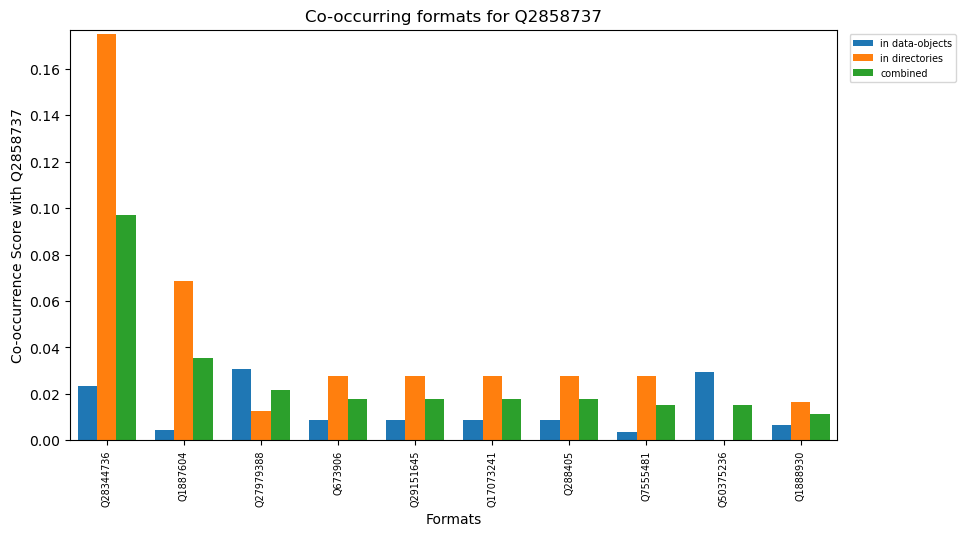 Co-occurring formats for Q2858737
in data-objects
in directories
combined
Co-occurrence Score with Q2858737
0.16
0.14
0.12
0.10
0.08
0.06
0.04
0.02
0.00
Q28344736
Q1887604
Q27979388
Q673906
Q29151645
Q17073241
Q288405
Q7555481
Q50375236
Q1888930
Formats